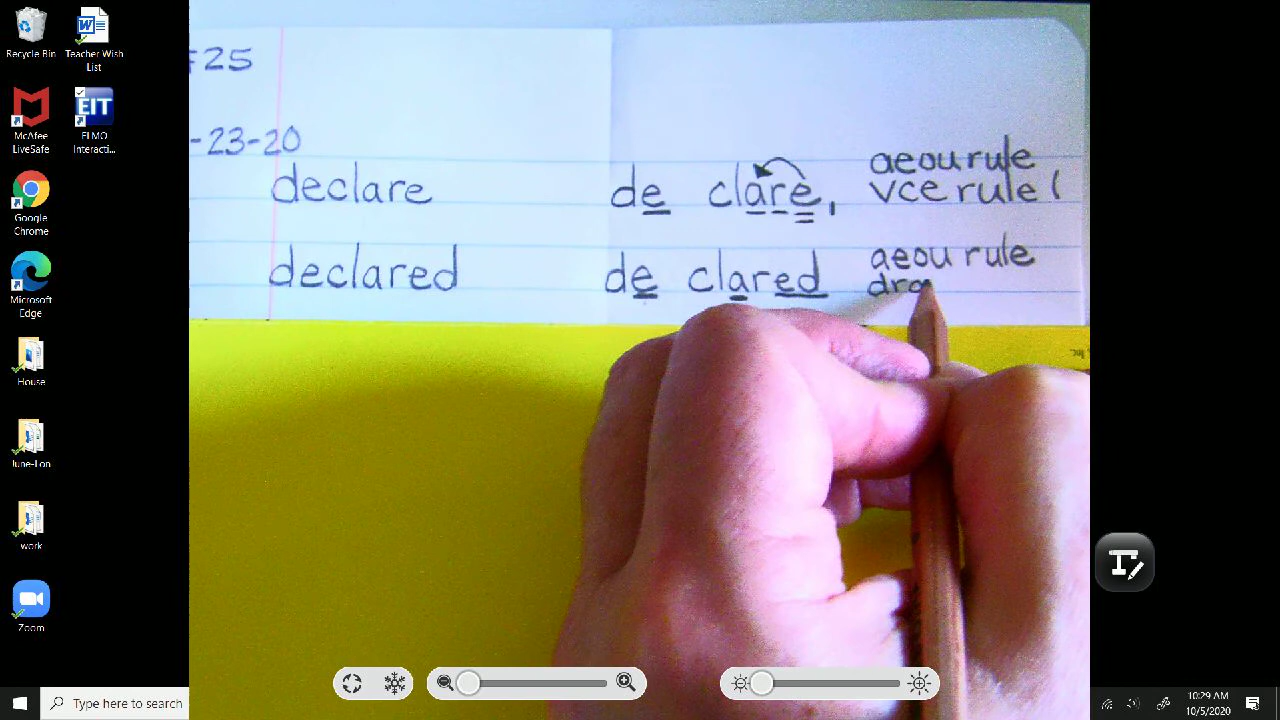 Recycle Bin
Teacher Wish List
McAfee LiveSafe
EIT
ELMO Interacti...
Google Chrome
Microsoft Edge
House
June-Lon
work
Zoom
25
-23-20
declare de clare, aeou rule
vce rule (
declared de clared aeou rule
Type here to search
10:29 AM
10/5/2020